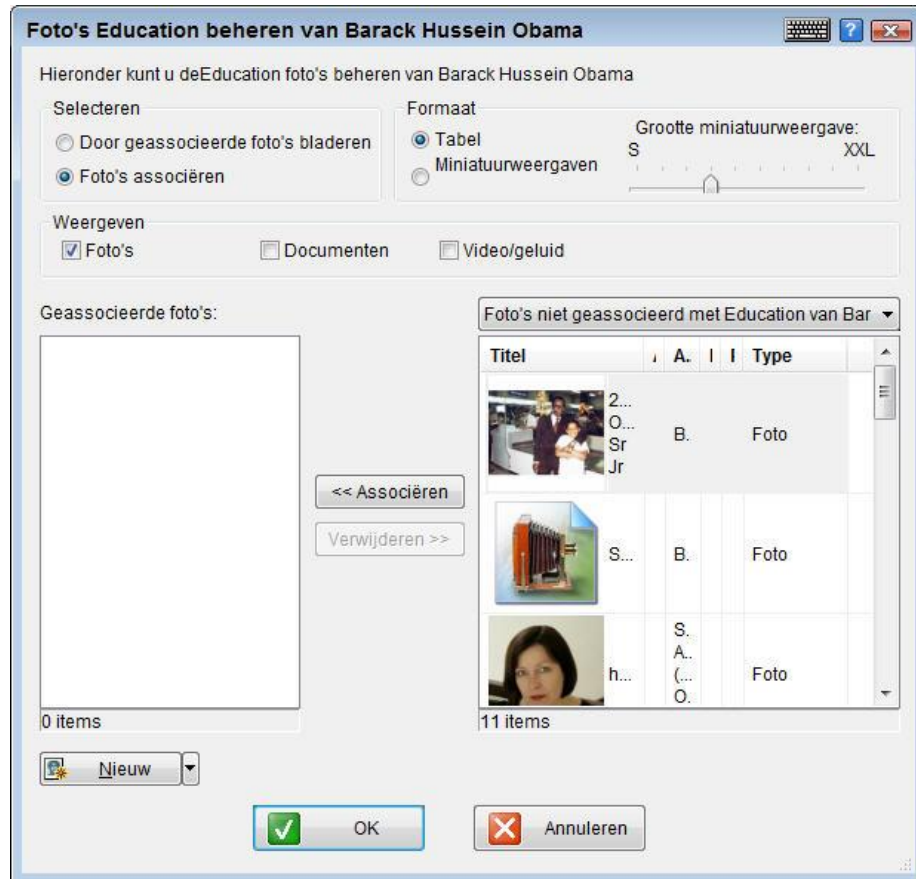 Foto's Education beheren van Barack Hussein Obama
?
Hieronder kunt u deEducation foto's beheren van Barack Hussein Obama
Selecteren
Door geassocieerde foto's bladeren
Foto's associëren
Formaat
Tabel
Miniatuurweergaven
Grootte miniatuurweergave:
S XXL
Weergeven
Foto's Documenten Video/geluid
Geassocieerde foto's:
Foto's niet geassocieerd met Education van Bar
Titel A. Type
2...
O...
Sr
Jr
B. Foto
<< Associëren
Verwijderen >>
S... B. Foto
h...
S.
A..
(...
O.
Foto
0 items
11 items
Nieuw
OK Annuleren